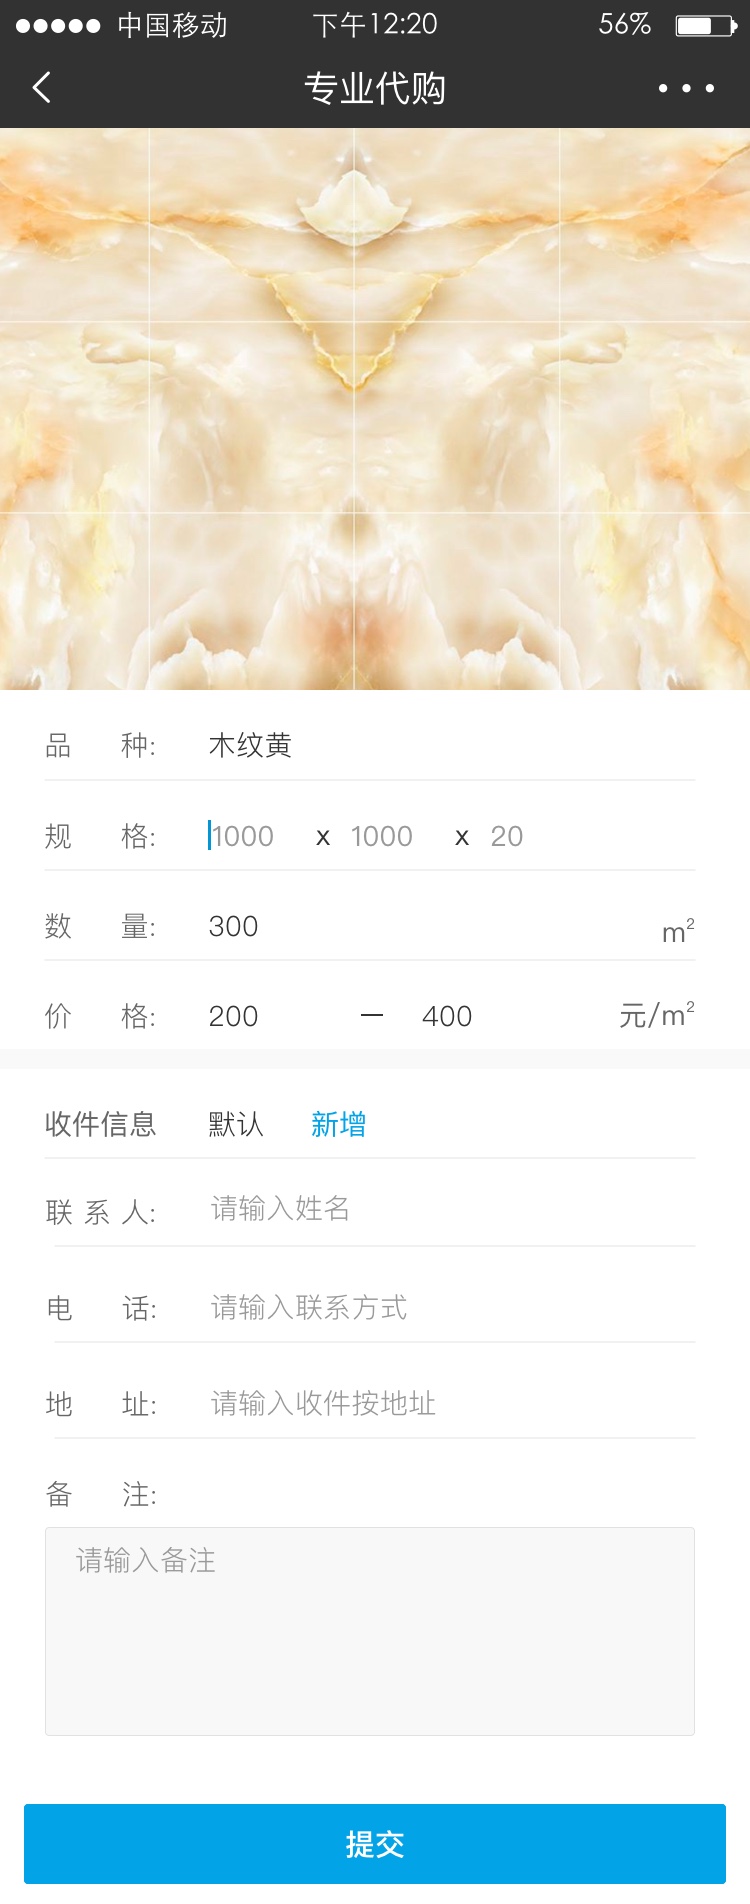 中国移动 下午12:20 56%
专业代购
品 种: 木纹黄
规 格: 1000 x 1000 x 20
数 量: 300 m²
价 格: 200 — 400 元/m²
收件信息 默认 新增
联 系 人: 请输入姓名
电 话: 请输入联系方式
地 址: 请输入收件按地址
备 注:
请输入备注
提交